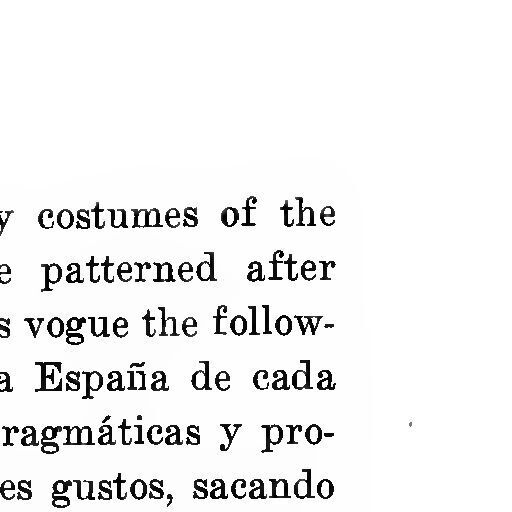 y costumes of the
e patterned after
s vogue the follow-
a España de cada
ragmáticas y pro-
es gustos, sacando